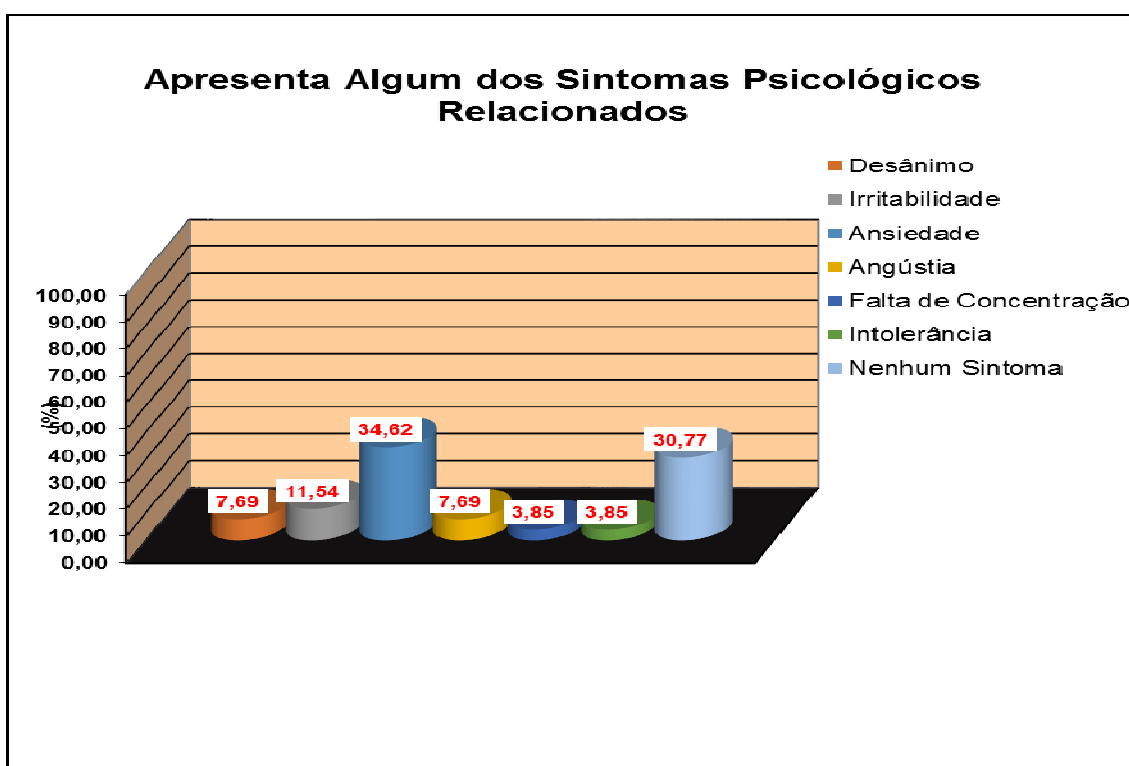 Apresenta Algum dos Sintomas Psicológicos
Relacionados
Desânimo
Irritabilidade
Ansiedade
Angústia
Falta de Concentração
Intolerância
Nenhum Sintoma
100,00
90,00
80,00
70,00
60,00
50,00
40,00
30,00
20,00
10,00
0,00
(%)
7,69
11,54
34,62
7,69
3,85
3,85
30,77